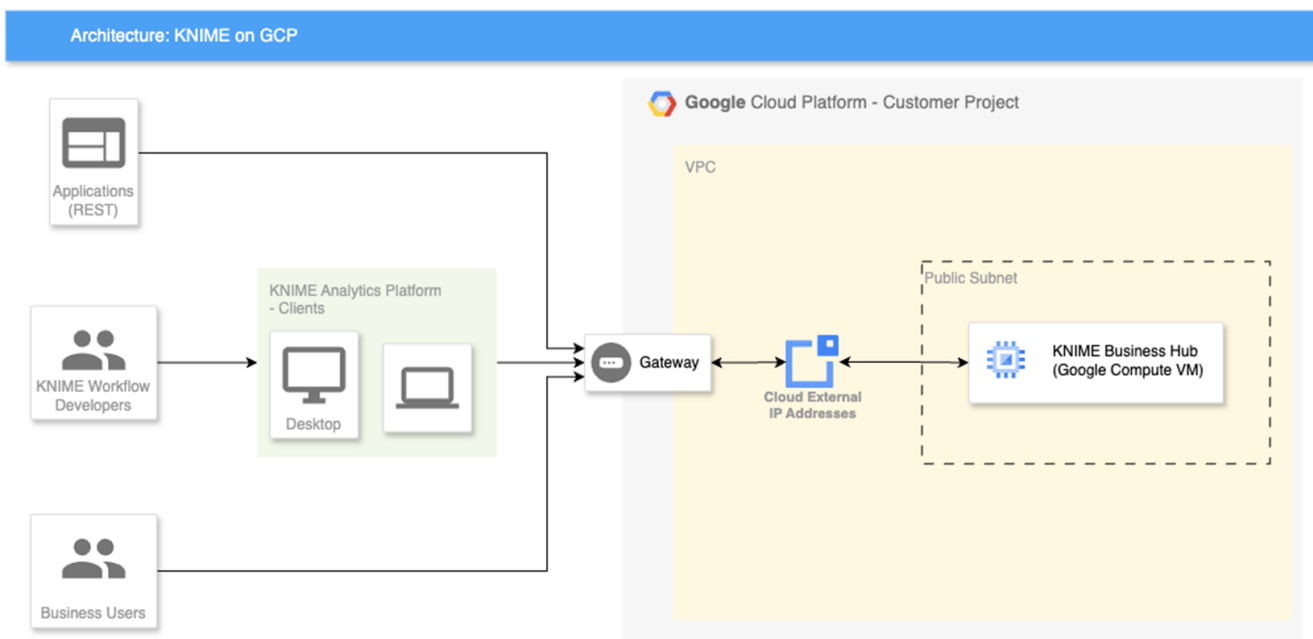 Architecture: KNIME on GCP
Google Cloud Platform - Customer Project
VPC
Applications
(REST)
KNIME Analytics Platform
- Clients
Desktop
KNIME Workflow
Developers
Gateway
Cloud External
IP Addresses
Public Subnet
KNIME Business Hub
(Google Compute VM)
Business Users